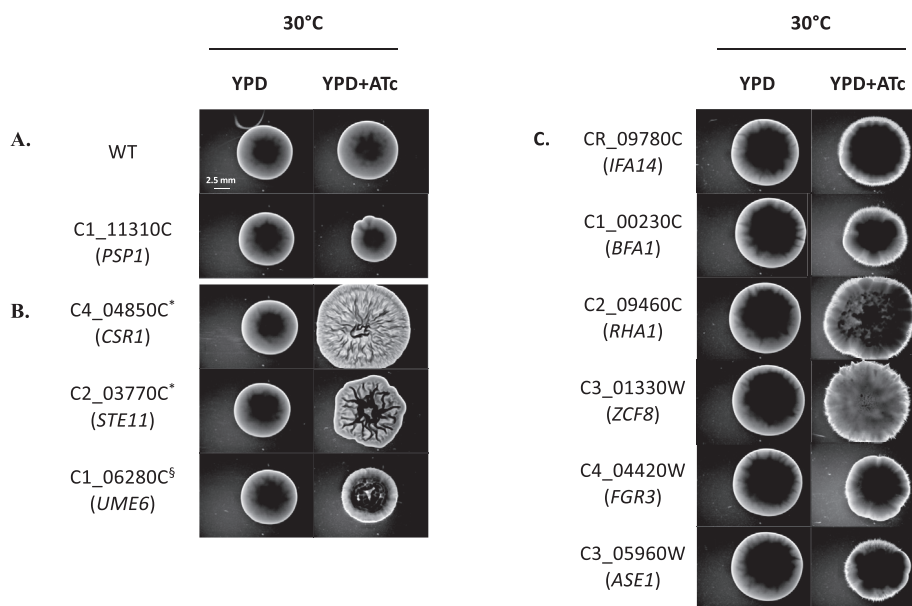 30°C
YPD YPD+ATc
A.
WT
2.5 mm
C1_11310C
(PSP1)
B.
C4_04850C*
(CSR1)
C2_03770C*
(STE11)
C1_06280C§
(UME6)
30°C
YPD YPD+ATc
C.
CR_09780C
(IFA14)
C1_00230C
(BFA1)
C2_09460C
(RHA1)
C3_01330W
(ZCF8)
C4_04420W
(FGR3)
C3_05960W
(ASE1)